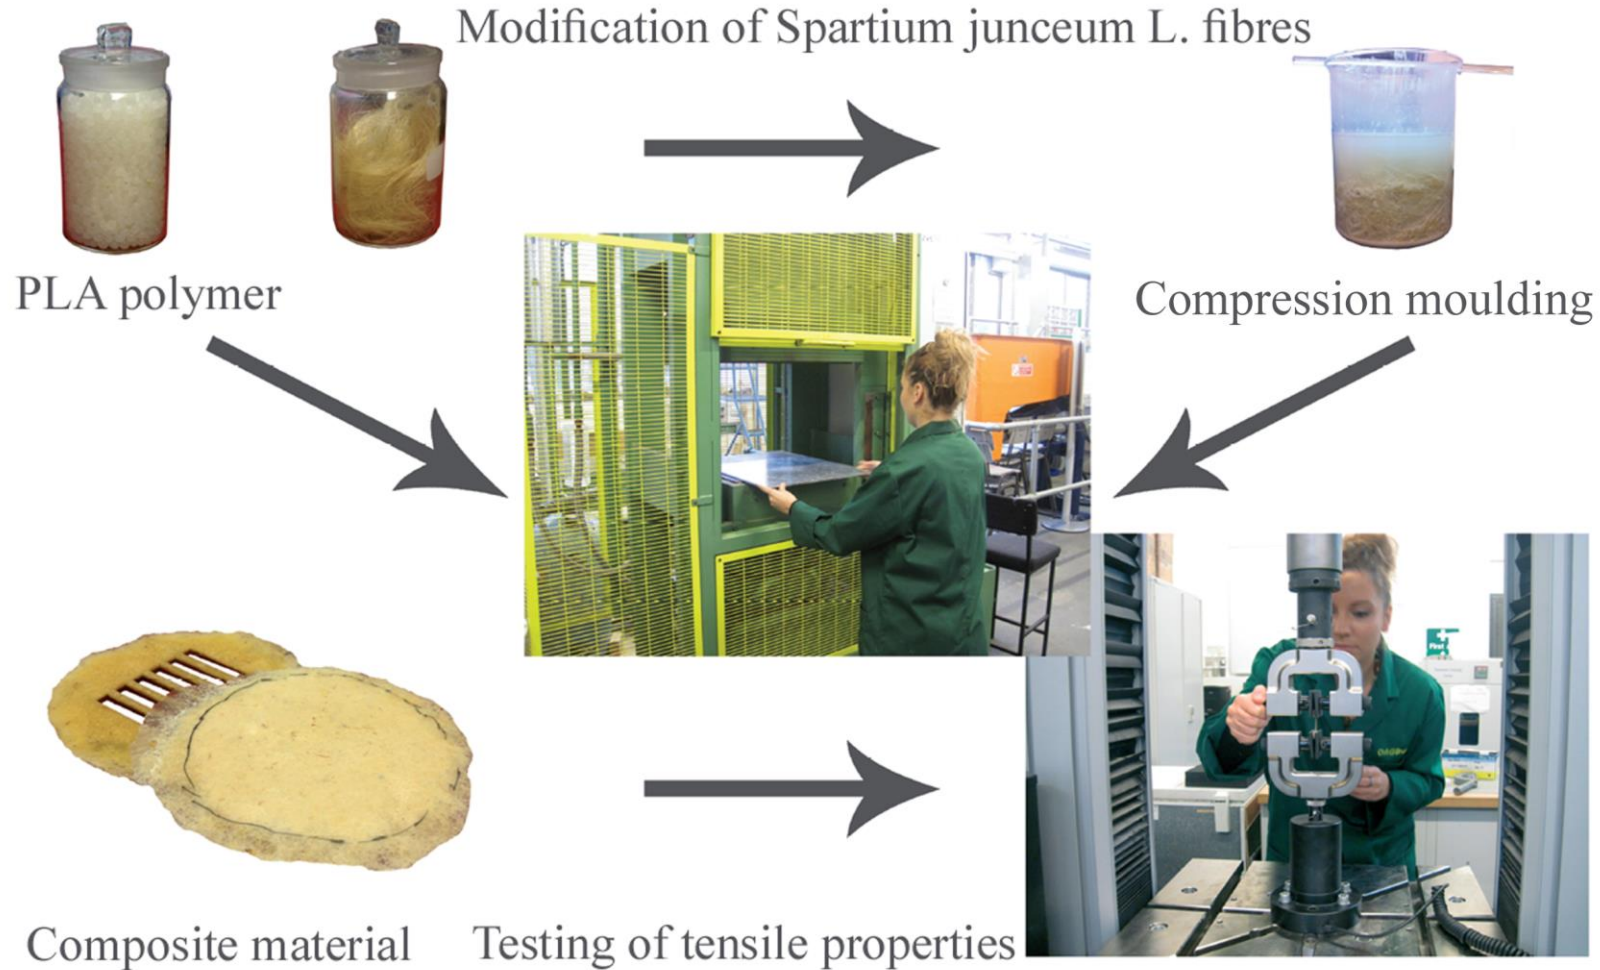 Modification of Spartium junceum L. fibres
PLA polymer
Compression moulding
Composite material
Testing of tensile properties